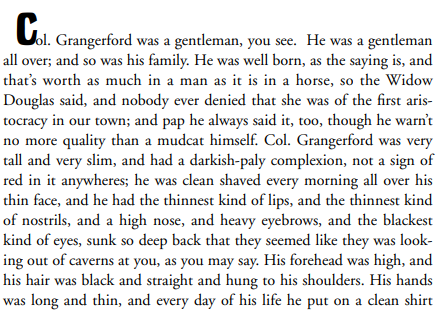 Col. Grangerford was a gentleman, you see.  He was a gentleman
all over; and so was his family. He was well born, as the saying is, and
that’s worth as much in a man as it is in a horse, so the Widow
Douglas said, and nobody ever denied that she was of the first aris-
tocracy in our town; and pap he always said it, too, though he warn’t
no more quality than a mudcat himself. Col. Grangerford was very
tall and very slim, and had a darkish-paly complexion, not a sign of
red in it anywheres; he was clean shaved every morning all over his
thin face, and he had the thinnest kind of lips, and the thinnest kind
of nostrils, and a high nose, and heavy eyebrows, and the blackest
kind of eyes, sunk so deep back that they seemed like they was look-
ing out of caverns at you, as you may say. His forehead was high, and
his hair was black and straight and hung to his shoulders. His hands
was long and thin, and every day of his life he put on a clean shirt